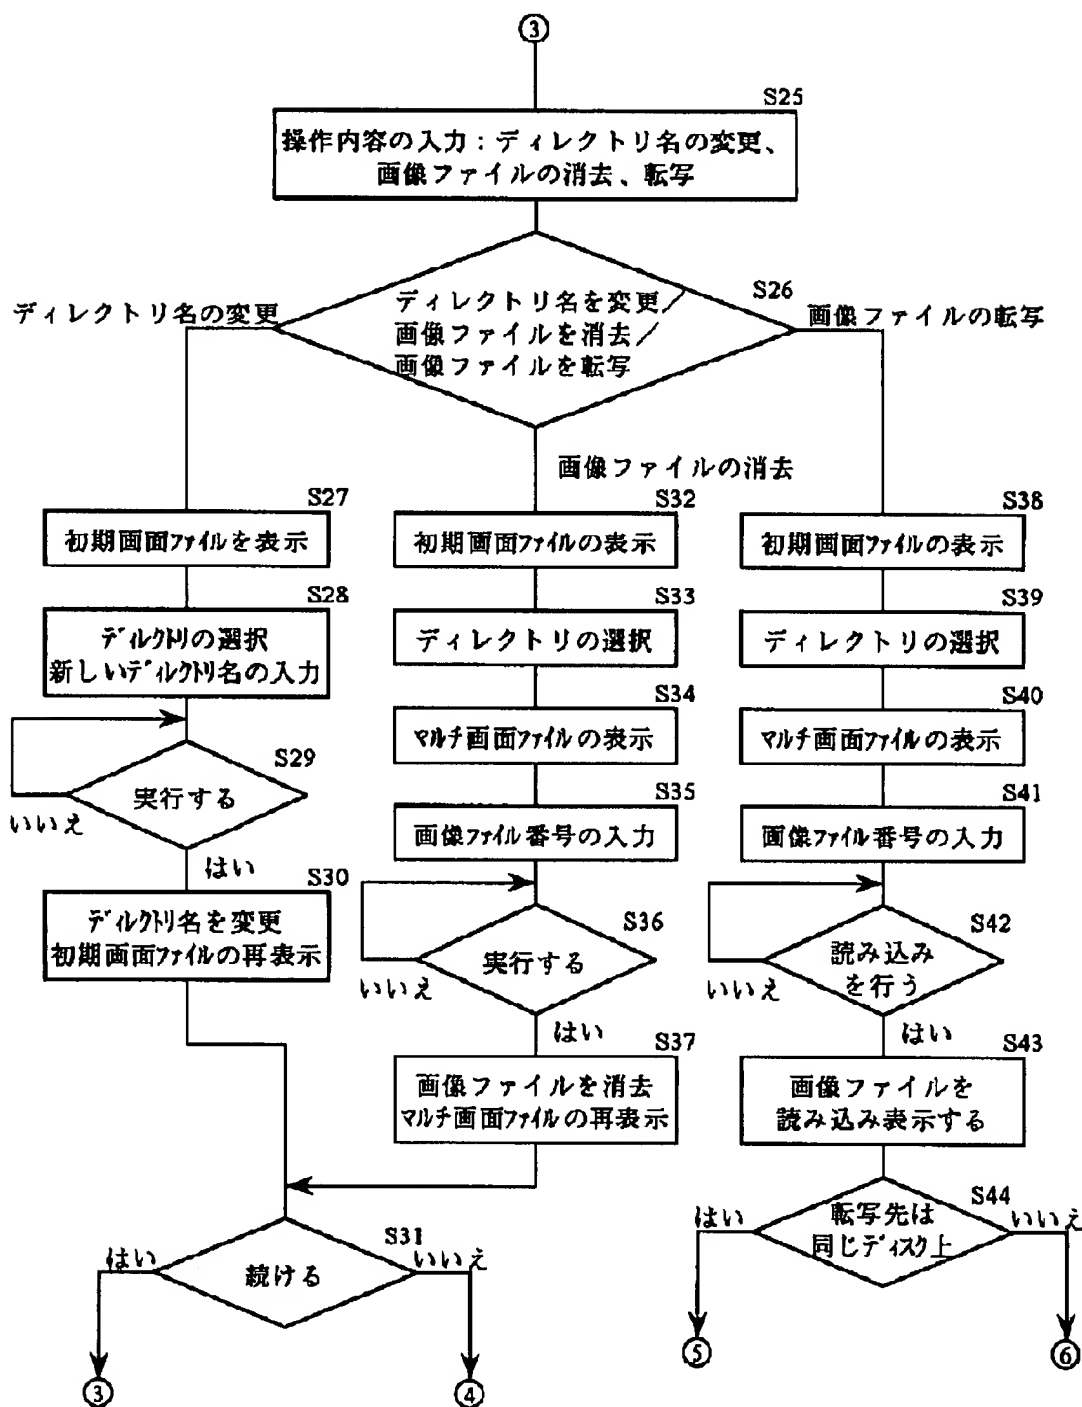 ③
S25
操作内容の入力：ディレクトリ名の変更、
画像ファイルの消去、転写
S26
ディレクトリ名を変更／
画像ファイルを消去／
画像ファイルを転写
ディレクトリ名の変更
画像ファイルの転写
画像ファイルの消去
S27
初期画面ファイルを表示
S28
ディレクトリの選択
新しいディレクトリ名の入力
S29
実行する
いいえ
はい
S30
ディレクトリ名を変更
初期画面ファイルの再表示
S32
初期画面ファイルの表示
S33
ディレクトリの選択
S34
マルチ画面ファイルの表示
S35
画像ファイル番号の入力
S36
実行する
いいえ
はい
S37
画像ファイルを消去
マルチ画面ファイルの再表示
S31
続ける
はい
いいえ
③
④
S38
初期画面ファイルの表示
S39
ディレクトリの選択
S40
マルチ画面ファイルの表示
S41
画像ファイル番号の入力
S42
読み込み
を行う
いいえ
はい
S43
画像ファイルを
読み込み表示する
S44
転写先は
同じディスク上
はい
いいえ
⑤
⑥